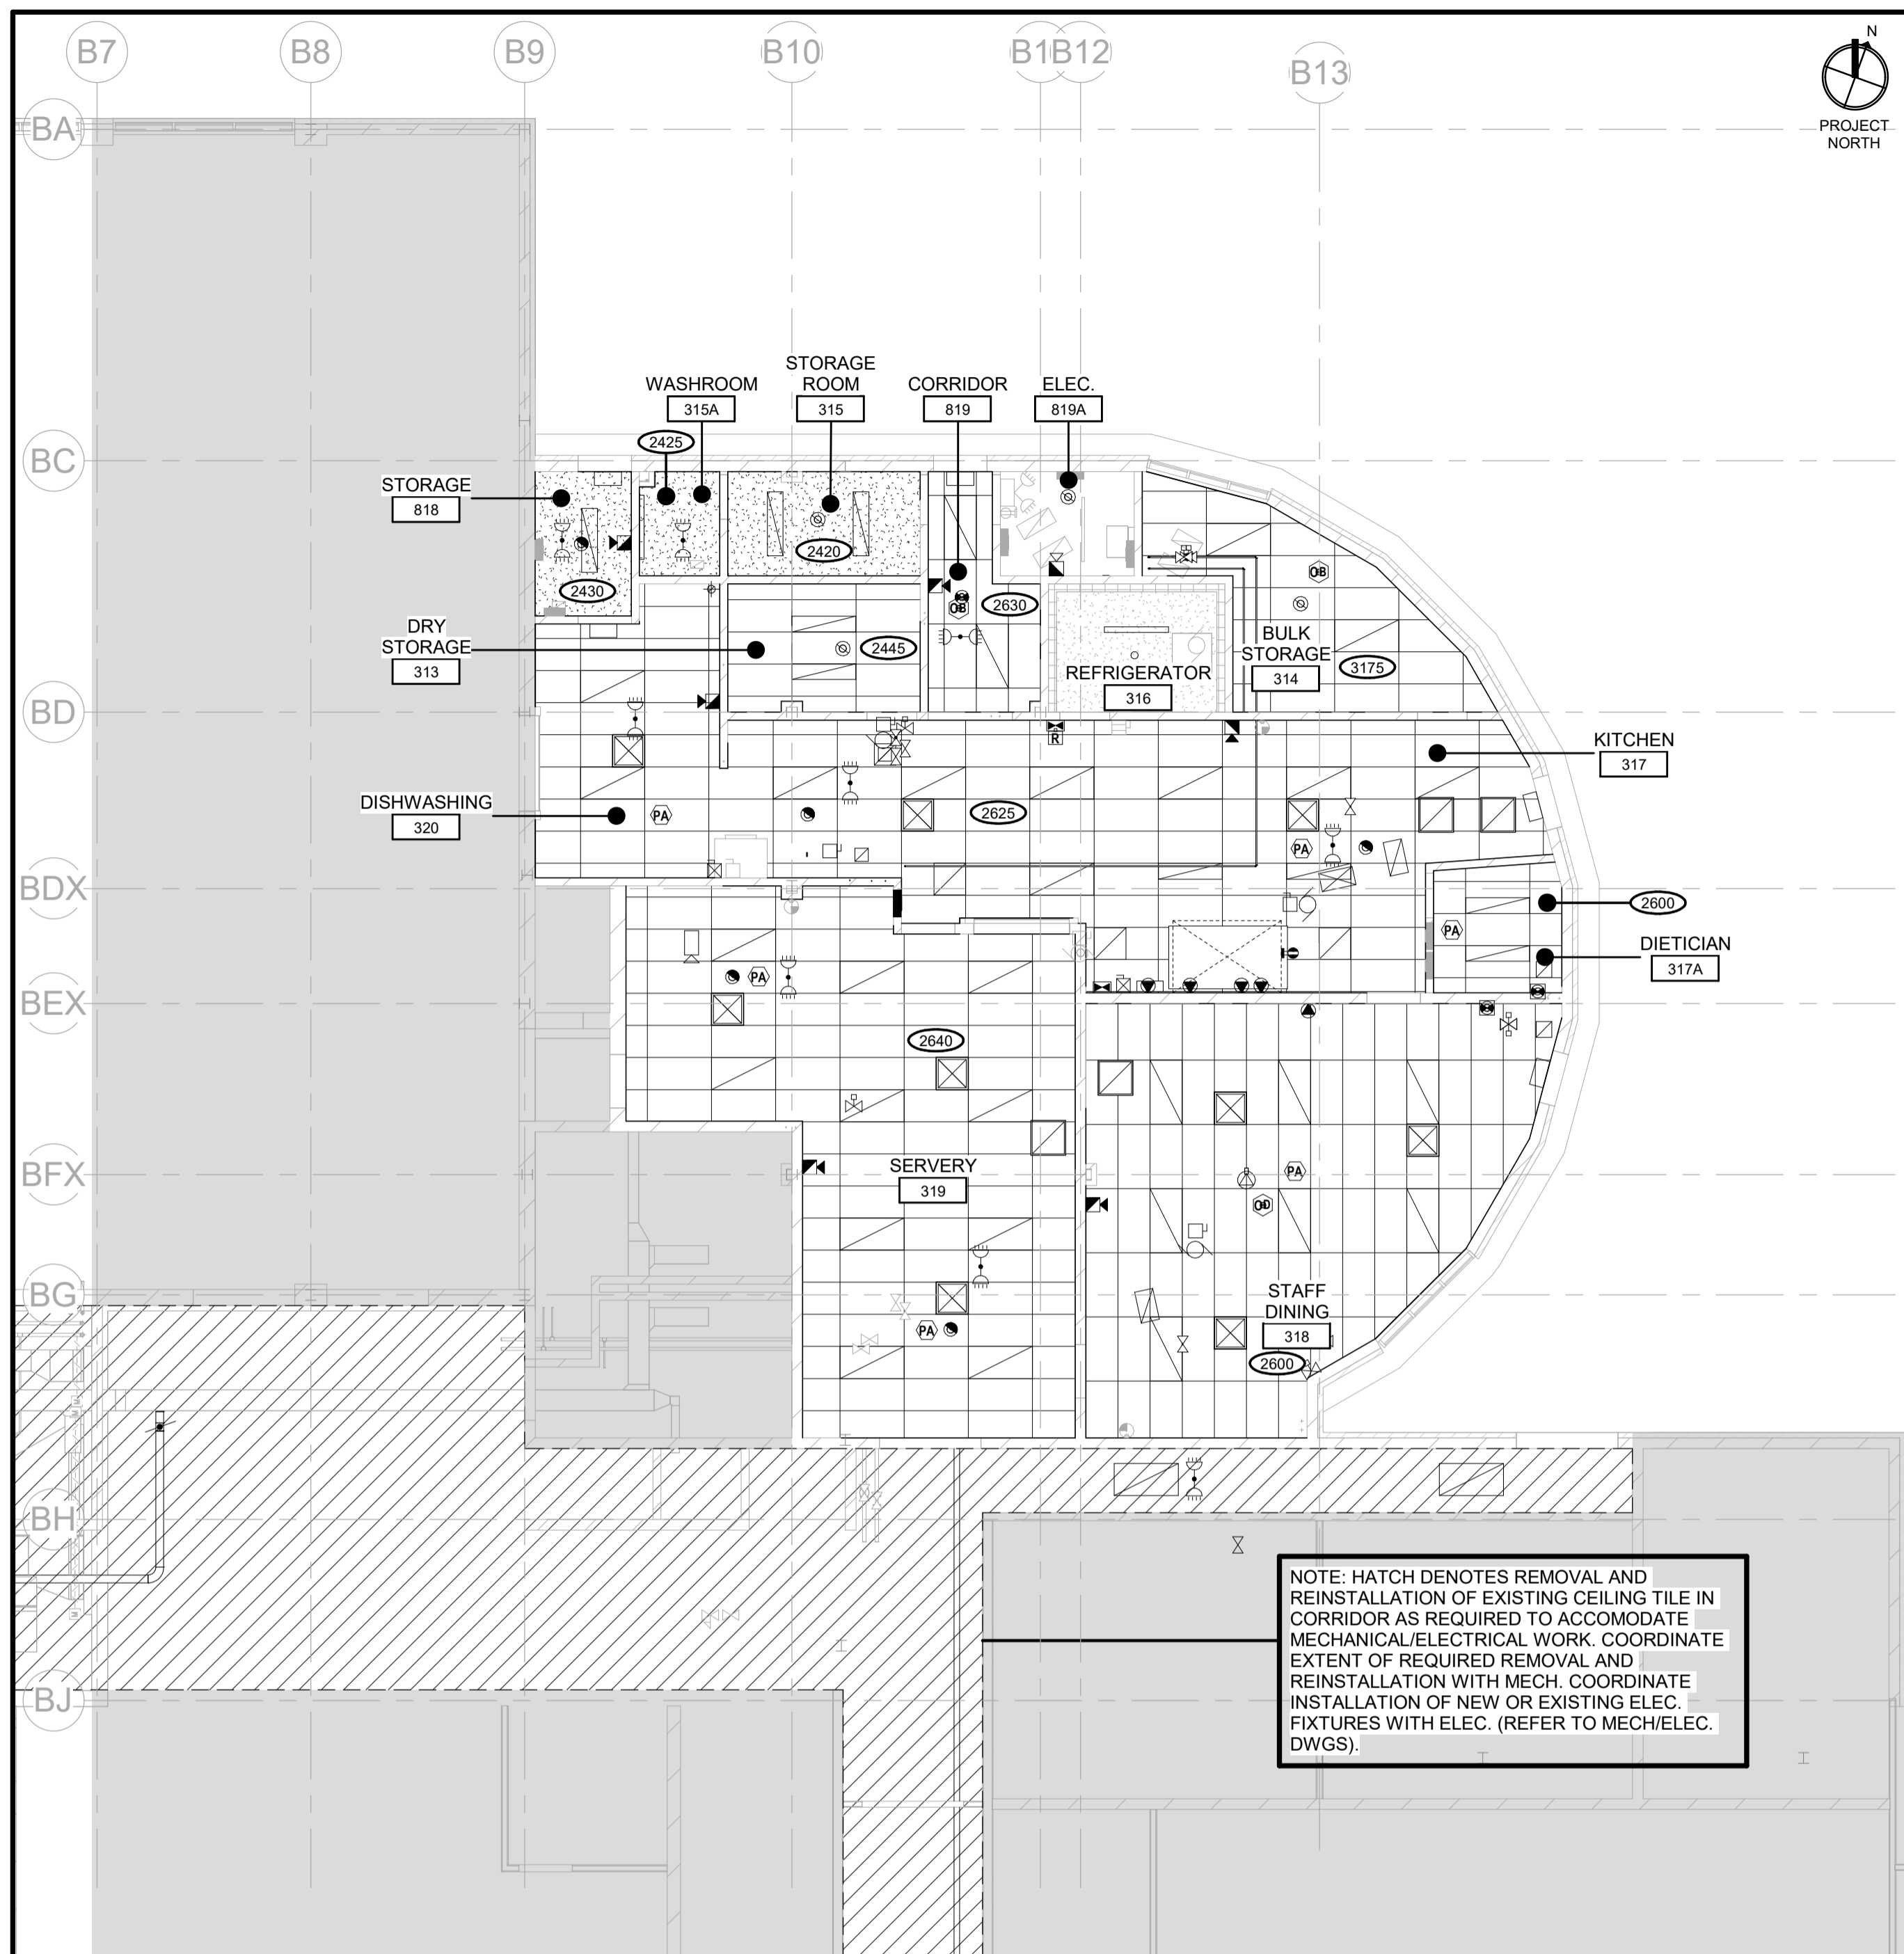 B7
B8
B9
B10
B1
B12
B13
N
PROJECT
NORTH
BA
BC
BD
BDX
BEX
BFX
BG
BH
BJ
STORAGE
ROOM
315
WASHROOM
315A
CORRIDOR
819
ELEC.
819A
2425
STORAGE
818
2420
2430
2630
OB
OB
DRY
STORAGE
313
2445
BULK
STORAGE
314
3175
REFRIGERATOR
316
R
KITCHEN
317
DISHWASHING
320
PA
2625
PA
2600
PA
DIETICIAN
317A
PA
2640
SERVERY
319
PA
OD
PA
STAFF
DINING
318
2600
NOTE: HATCH DENOTES REMOVAL AND
REINSTALLATION OF EXISTING CEILING TILE IN
CORRIDOR AS REQUIRED TO ACCOMODATE
MECHANICAL/ELECTRICAL WORK. COORDINATE
EXTENT OF REQUIRED REMOVAL AND
REINSTALLATION WITH MECH. COORDINATE
INSTALLATION OF NEW OR EXISTING ELEC.
FIXTURES WITH ELEC. (REFER TO MECH/ELEC.
DWGS).